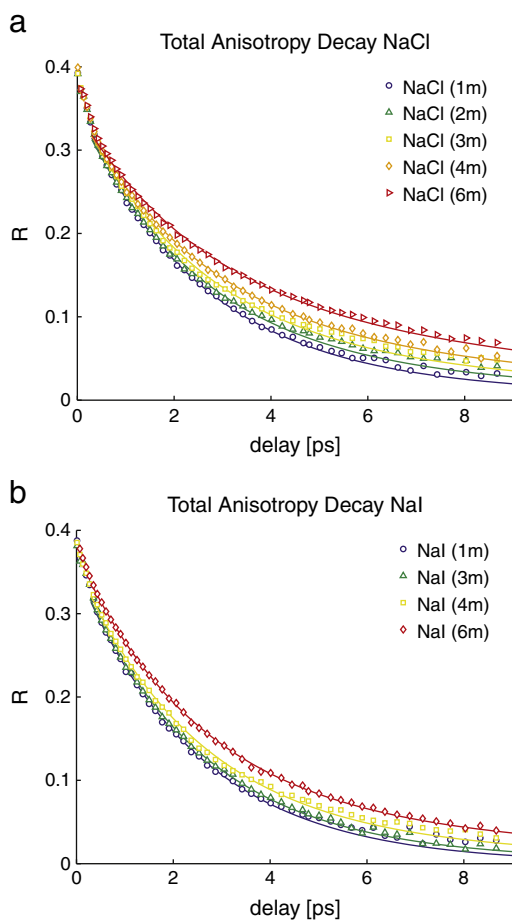 a
Total Anisotropy Decay NaCl
0.4
0.3
0.2
0.1
0
R
NaCl (1m)
NaCl (2m)
NaCl (3m)
NaCl (4m)
NaCl (6m)
0 2 4 6 8
delay [ps]
b
Total Anisotropy Decay NaI
0.4
0.3
0.2
0.1
0
R
NaI (1m)
NaI (3m)
NaI (4m)
NaI (6m)
0 2 4 6 8
delay [ps]